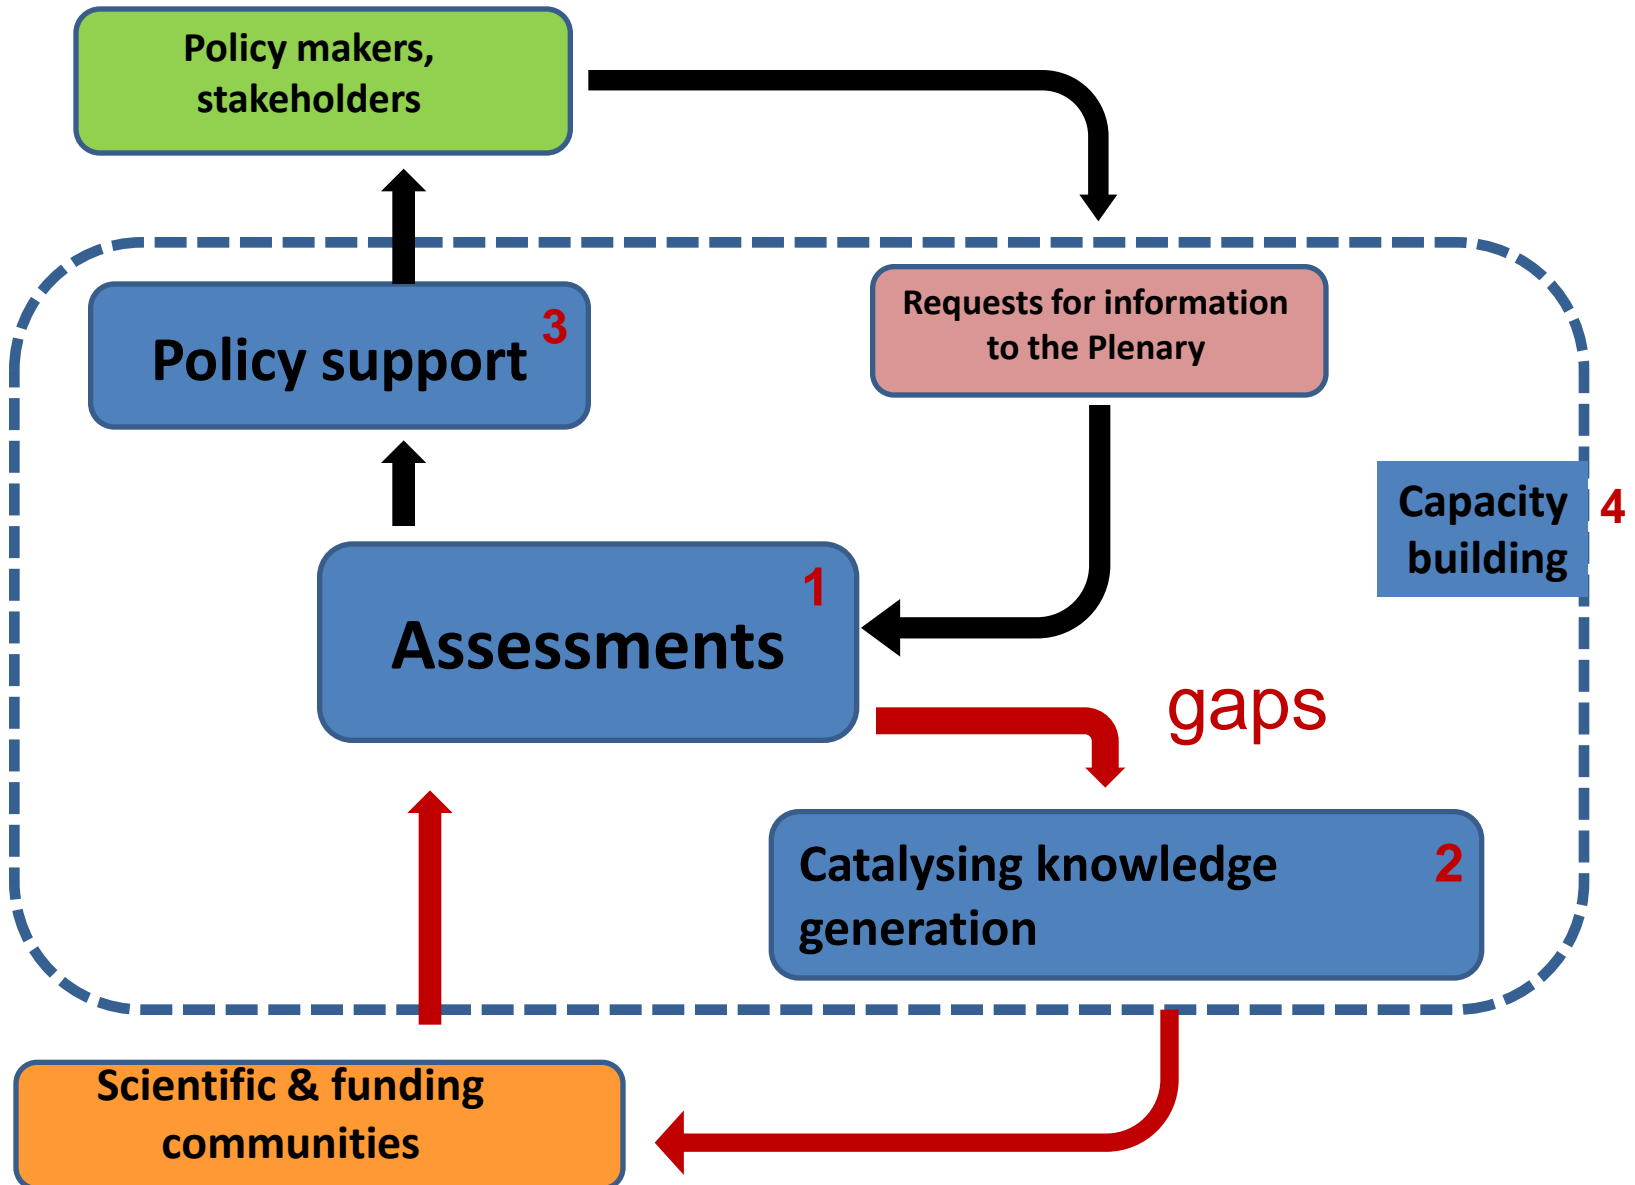 Policy makers,
stakeholders
Requests for information
to the Plenary
3
Policy support
Capacity
building
4
1
Assessments
gaps
Catalysing knowledge
generation
2
Scientific & funding
communities